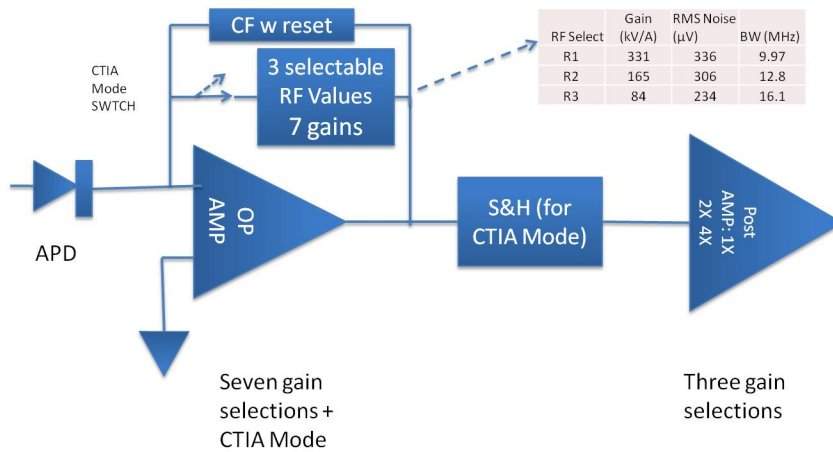 CF w reset
3 selectable
RF Values
7 gains
CTIA
Mode
SWTCH
Gain RMS Noise
RF Select (kV/A) (µV) BW (MHz)
R1 331 336 9.97
R2 165 306 12.8
R3 84 234 16.1
APD
OP
AMP
S&H (for
CTIA Mode)
Post
AMP: 1X
2X 4X
Seven gain
selections +
CTIA Mode
Three gain
selections